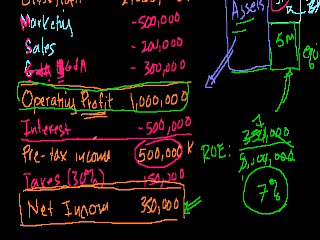 Marketing -500,000
Sales -200,000
G&A -300,000
Operating Profit 1,000,000
Interest -500,000
Pre-tax income 500,000 K
Taxes (30%) 150,000
Net Income 350,000
Assets
5M
equ
ROE:
350,000
5,000,000
7%